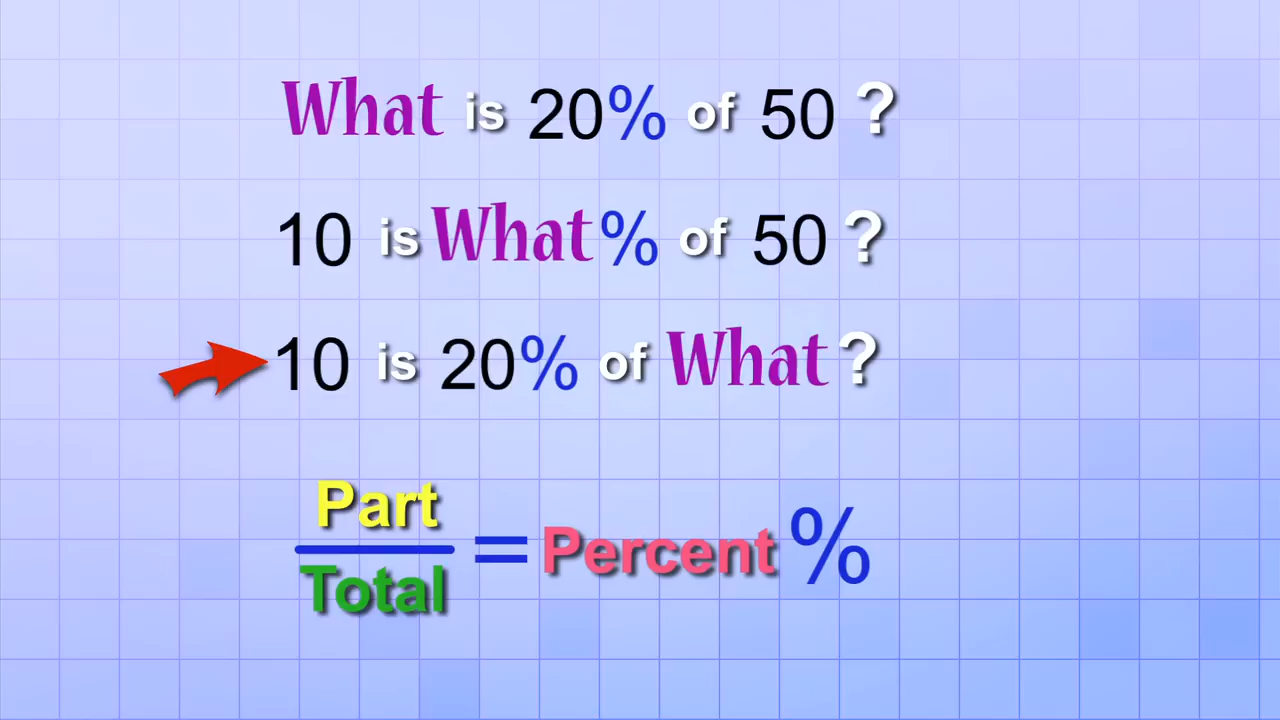 What is 20% of 50 ?
10 is What % of 50 ?
10 is 20% of What ?
Part
Total
= Percent %